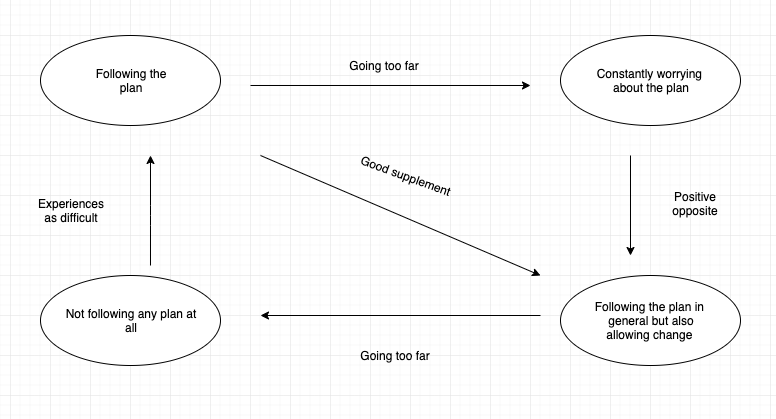 Going too far
Following the
plan
Constantly worrying
about the plan
Good supplement
Experiences
as difficult
Positive
opposite
Not following any plan at
all
Following the plan in
general but also
allowing change
Going too far